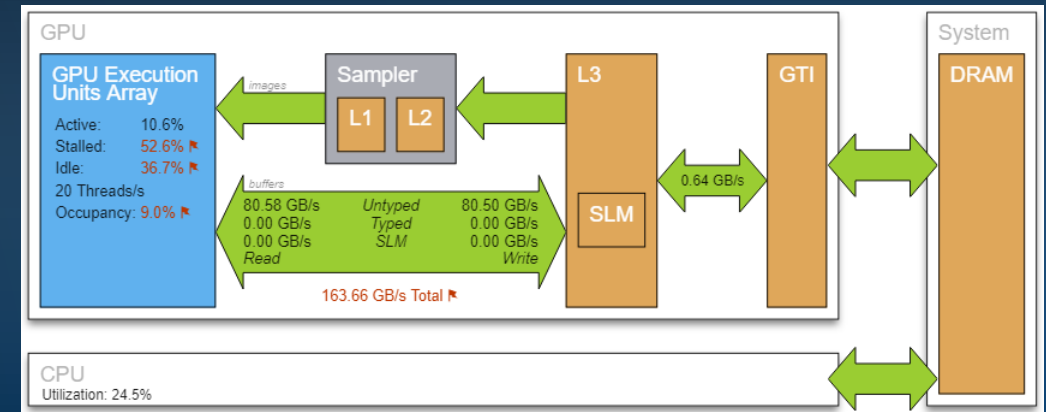 GPU
System
GPU Execution
Units Array
Active: 10.6%
Stalled: 52.6%
Idle: 36.7%
20 Threads/s
Occupancy: 9.0%
images
Sampler
L1 L2
L3
GTI
DRAM
buffers
80.58 GB/s Untyped 80.50 GB/s
0.00 GB/s Typed 0.00 GB/s
0.00 GB/s SLM 0.00 GB/s
Read Write
163.66 GB/s Total
SLM
0.64 GB/s
CPU
Utilization: 24.5%